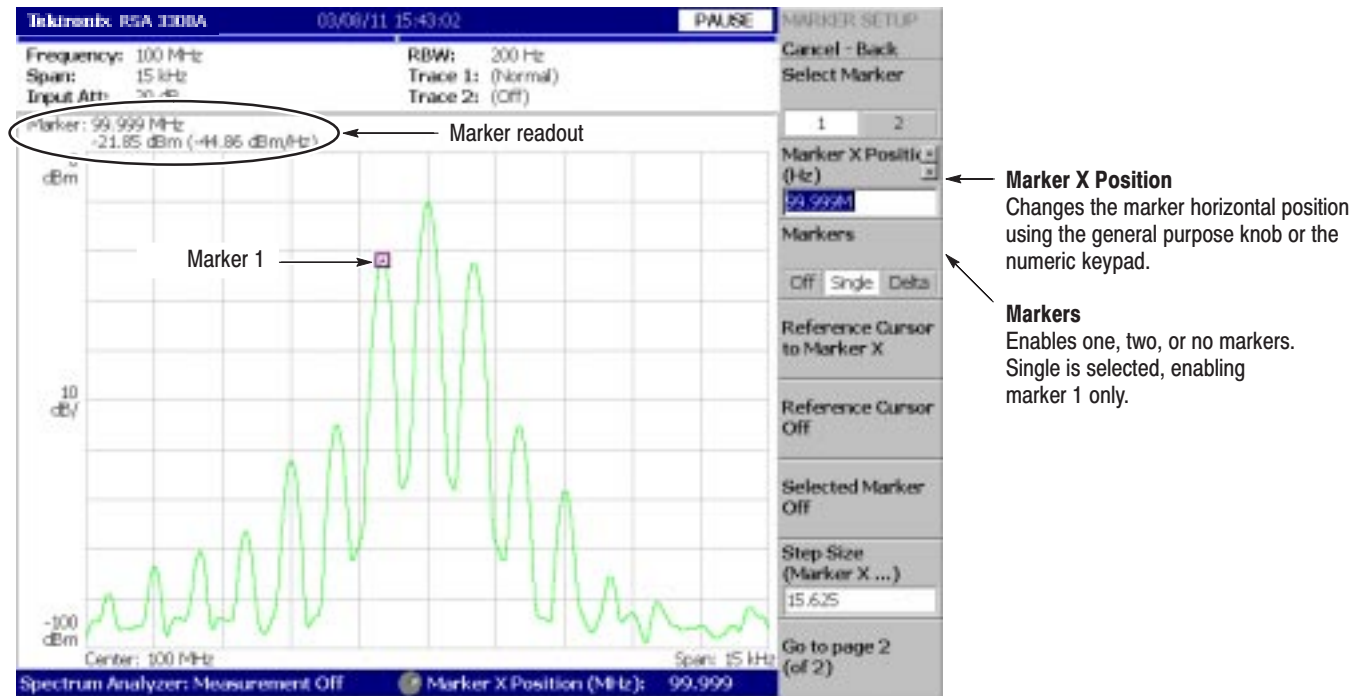 Tektronix RSA 3308A 03/08/11 15:43:02 PAUSE
Frequency: 100 MHz RBW: 200 Hz
Span: 15 kHz Trace 1: (Normal)
Input Att: 20 dB Trace 2: (Off)
Marker: 99.999 MHz
-21.85 dBm (-44.86 dBm/Hz)
Marker readout
dBm
Marker 1
10
dB/
-100
dBm
Center: 100 MHz Span: 15 kHz
Spectrum Analyzer: Measurement Off Marker X Position (MHz): 99.999
MARKER SETUP
Cancel - Back
Select Marker
1 2
Marker X Positic
(Hz)
99.999M
Markers
Off Single Delta
Reference Cursor
to Marker X
Reference Cursor
Off
Selected Marker
Off
Step Size
(Marker X ...)
15.625
Go to page 2
(of 2)
Marker X Position
Changes the marker horizontal position
using the general purpose knob or the
numeric keypad.
Markers
Enables one, two, or no markers.
Single is selected, enabling
marker 1 only.